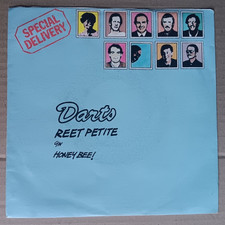 SPECIAL
DELIVERY
Darts
REET PETITE
c/w
HONEY BEE!